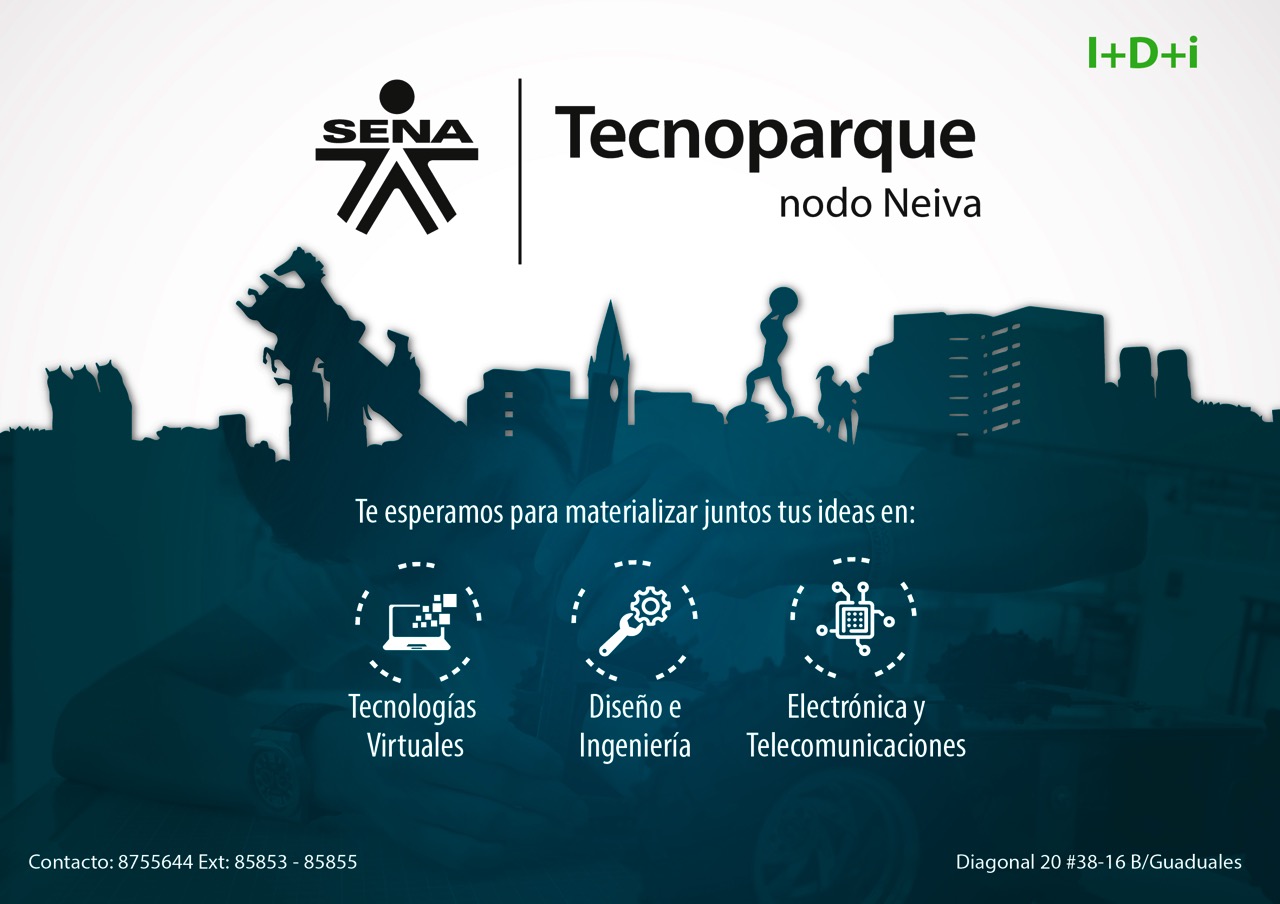 I+D+i
SENA
Tecnoparque
nodo Neiva
Te esperamos para materializar juntos tus ideas en:
Tecnologías
Virtuales
Diseño e
Ingeniería
Electrónica y
Telecomunicaciones
Contacto: 8755644 Ext: 85853 - 85855
Diagonal 20 #38-16 B/Guaduales